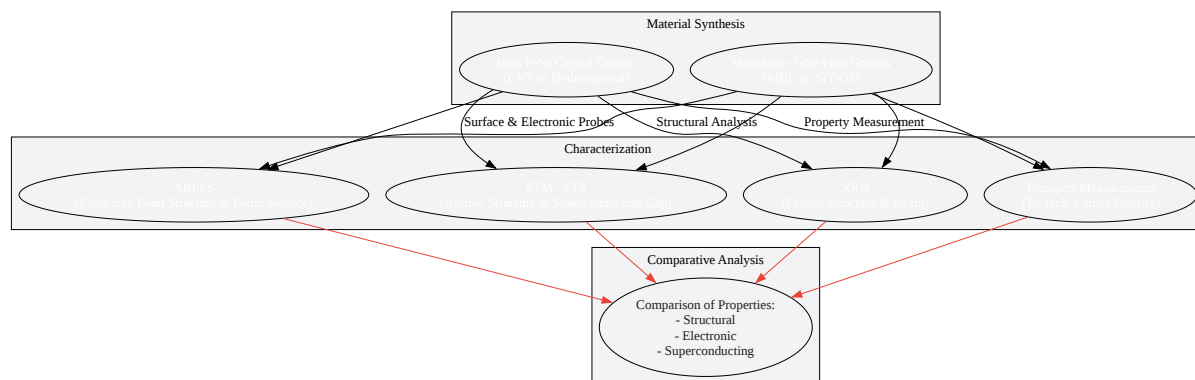 Material Synthesis
Bulk FeSe Crystal Growth
(CVT or Hydrothermal)
Monolayer FeSe Film Growth
(MBE on SrTiO3)
Surface & Electronic Probes
Structural Analysis
Property Measurement
Characterization
ARPES
(Electronic Band Structure & Fermi Surface)
STM / STS
(Atomic Structure & Superconducting Gap)
XRD
(Crystal Structure & Strain)
Transport Measurements
(Tc, Hc2, Carrier Density)
Comparative Analysis
Comparison of Properties:
- Structural
- Electronic
- Superconducting